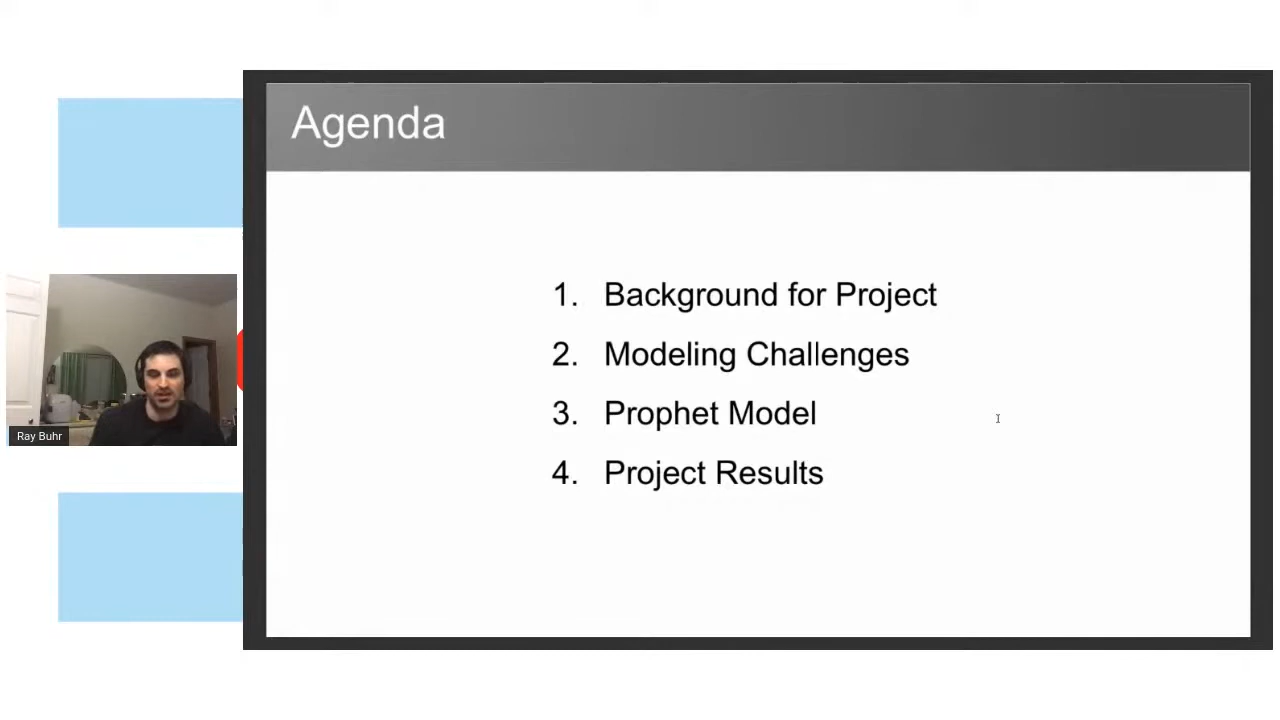 Agenda
1. Background for Project
2. Modeling Challenges
3. Prophet Model
4. Project Results
Ray Buhr